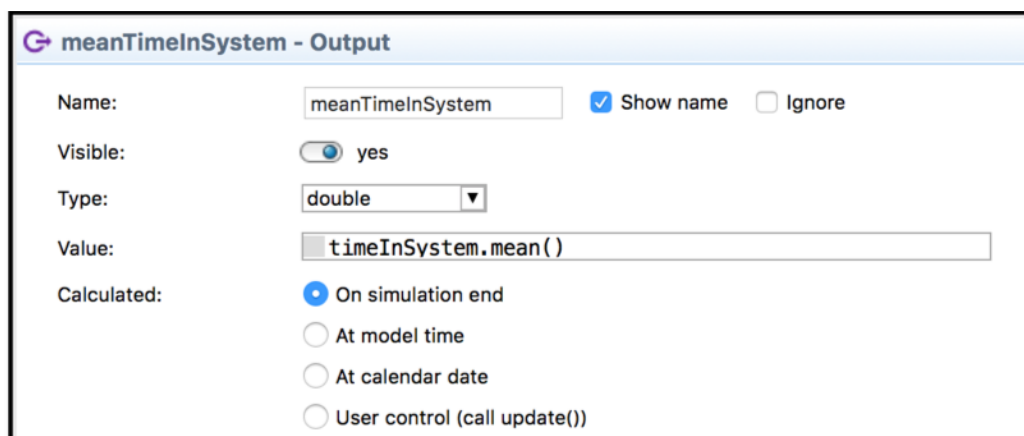 meanTimeInSystem - Output
Name: meanTimeInSystem Show name Ignore
Visible: yes
Type: double
Value: timeInSystem.mean()
Calculated: On simulation end
At model time
At calendar date
User control (call update())